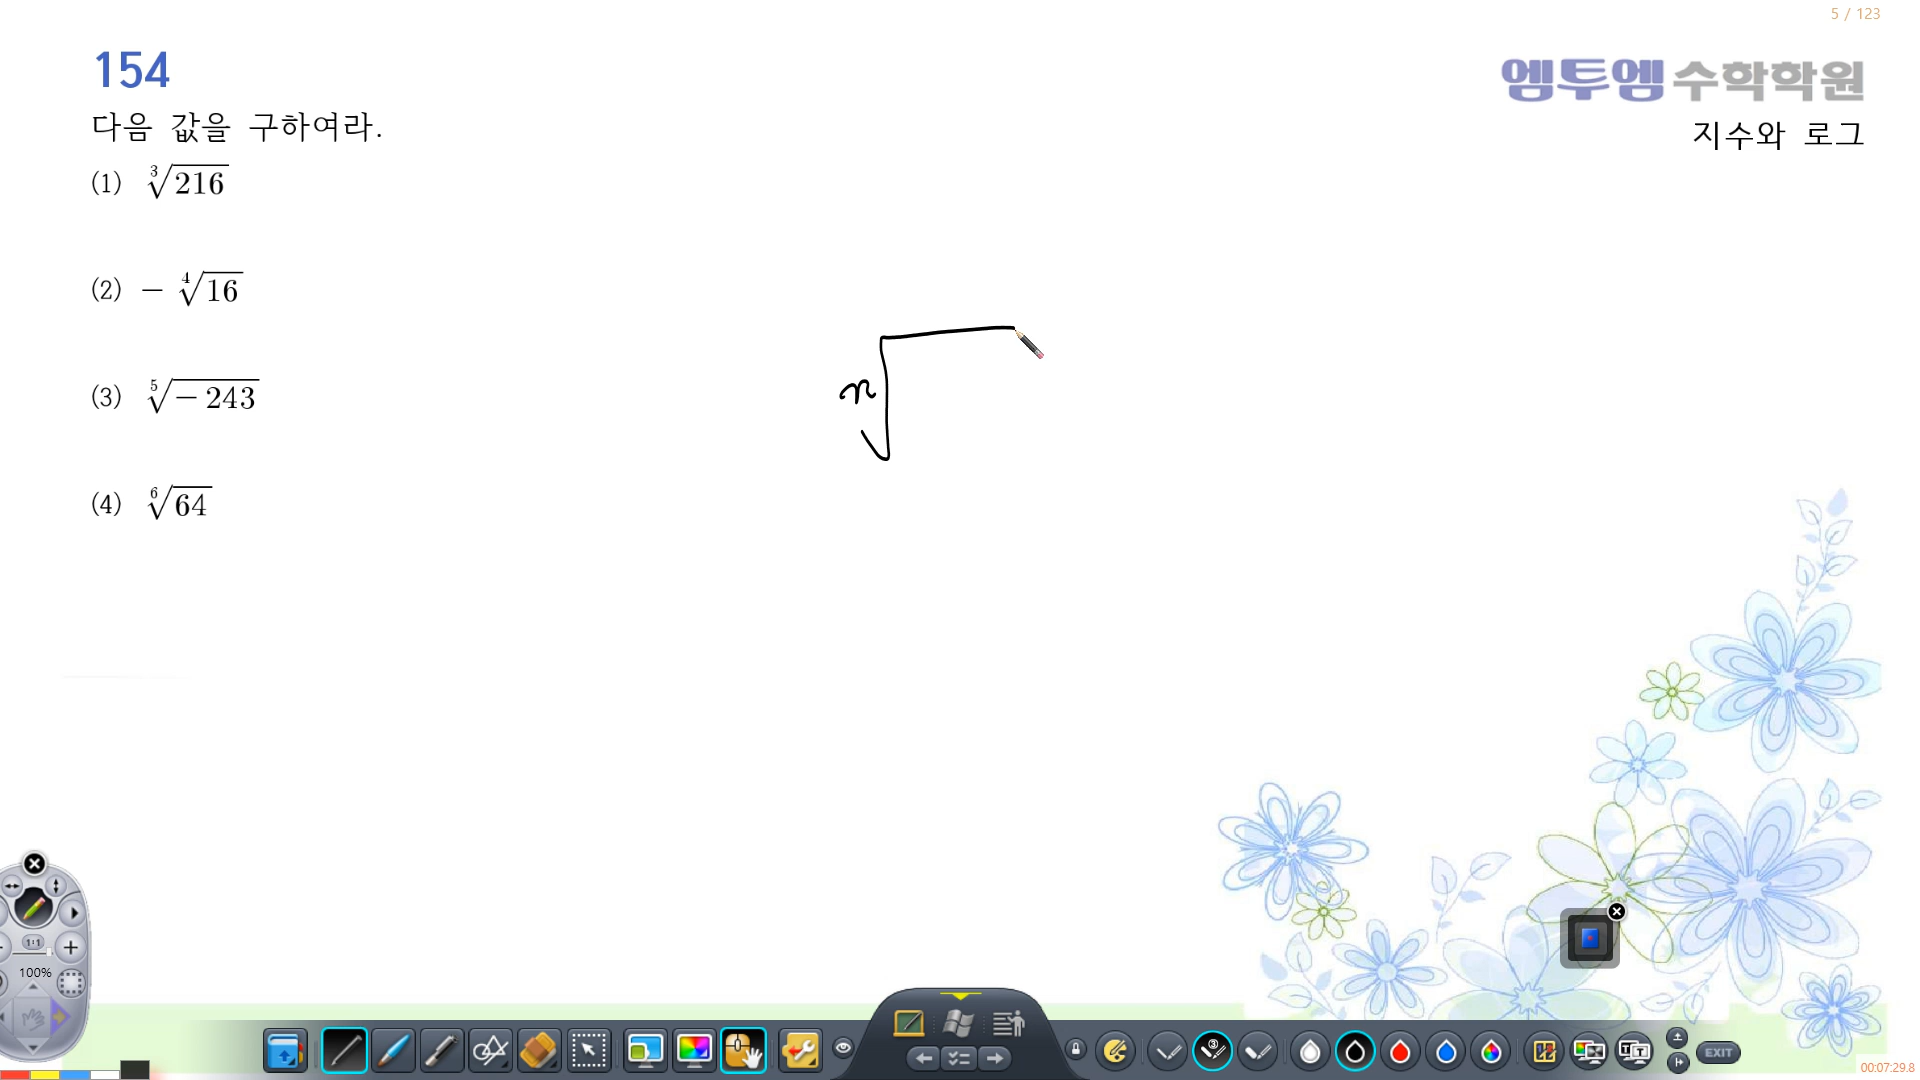 5 / 123
154
엠투엠수학학원
다음 값을 구하여라.
지수와 로그
(1) ∛216
(2) − ∜16
(3) ⁵√−243
(4) ⁶√64
n√
1:1
100%
EXIT
00:07:29.8